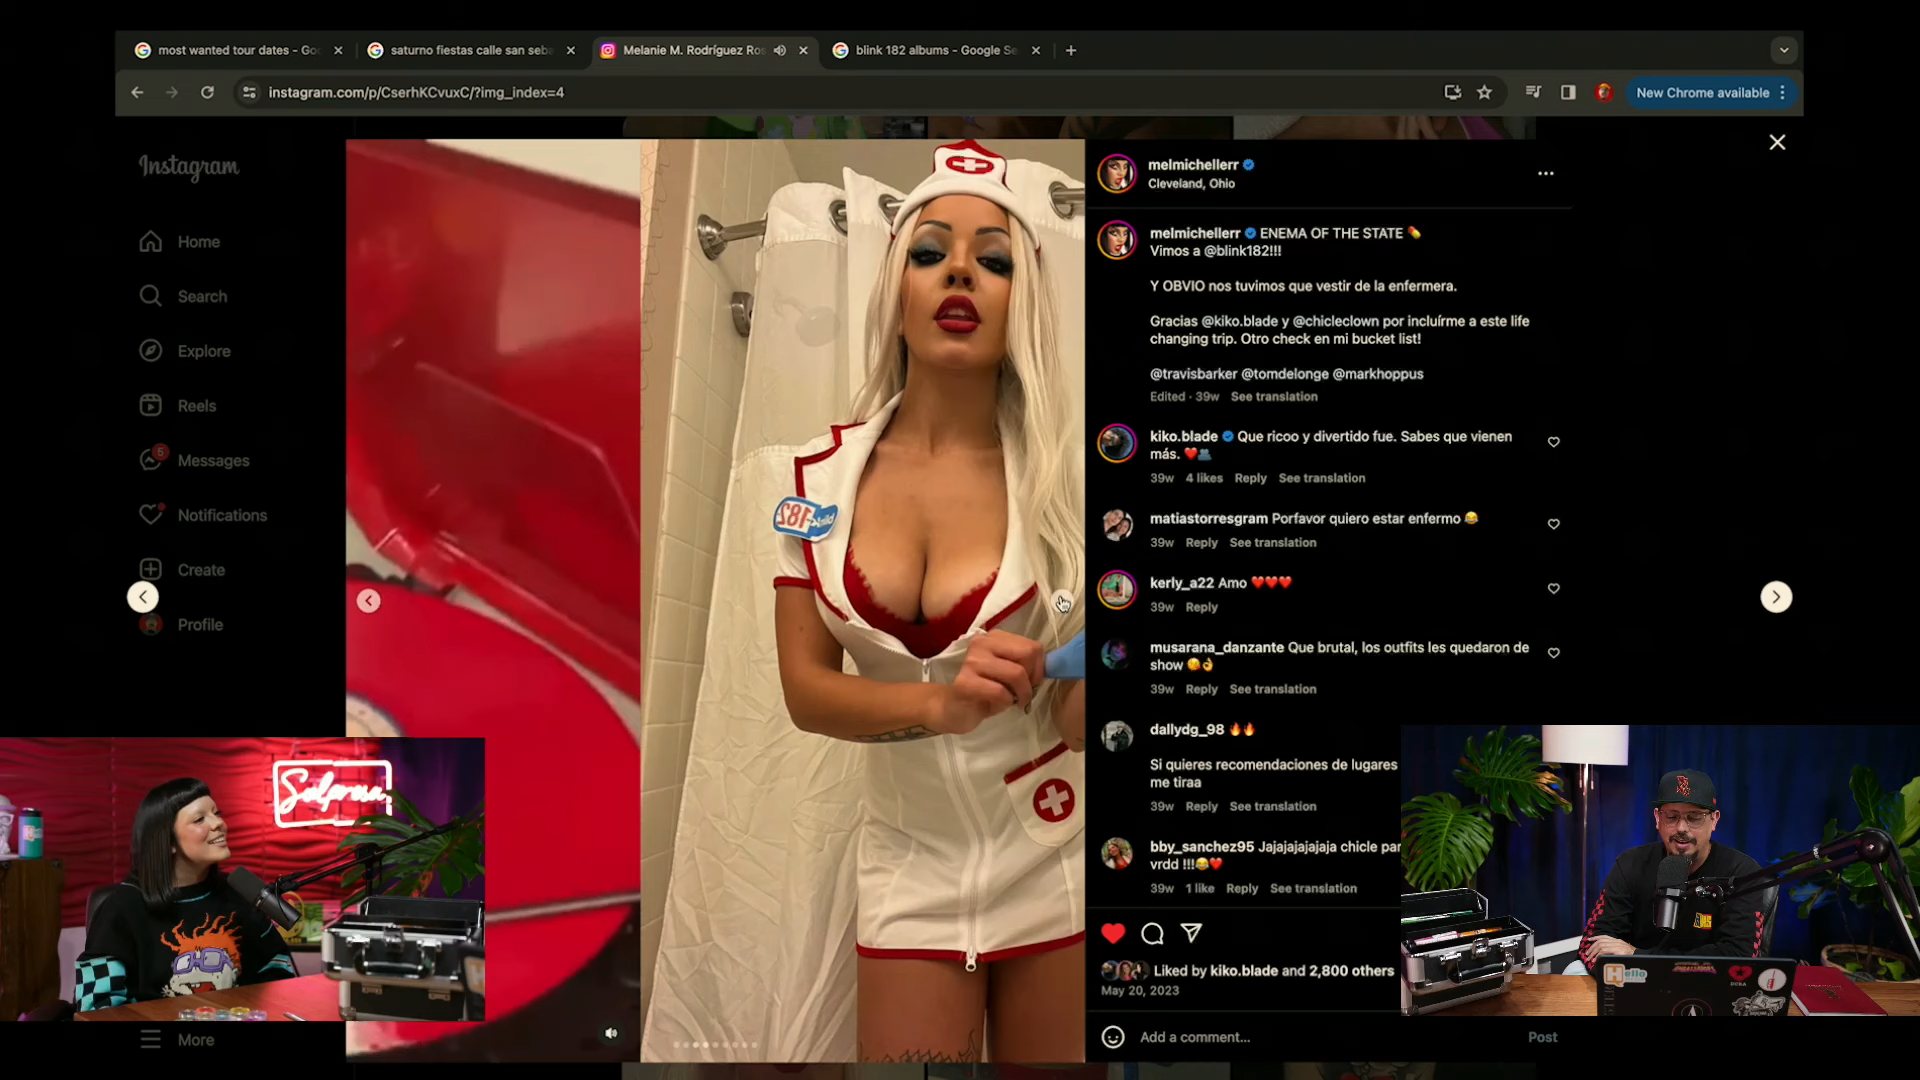 most wanted tour dates - Go
saturno fiestas calle san seb
Melanie M. Rodríguez Ro
blink 182 albums - Google Se
instagram.com/p/CserhKCvuxC/?img_index=4
New Chrome available
Instagram
Home
Search
Explore
Reels
5
Messages
Notifications
Create
Profile
More
melmichellerr
Cleveland, Ohio
melmichellerr ENEMA OF THE STATE 💊
Vimos a @blink182!!!
Y OBVIO nos tuvimos que vestir de la enfermera.
Gracias @kiko.blade y @chicleclown por incluírme a este life
changing trip. Otro check en mi bucket list!
@travisbarker @tomdelonge @markhoppus
Edited · 39w See translation
kiko.blade Que ricoo y divertido fue. Sabes que vienen
más. ❤️🫂
39w 4 likes Reply See translation
matiastorresgram Porfavor quiero estar enfermo 😂
39w Reply See translation
kerly_a22 Amo ❤️❤️❤️
39w Reply
musarana_danzante Que brutal, los outfits les quedaron de
show 😘👌
39w Reply See translation
dallydg_98 🔥🔥
Si quieres recomendaciones de lugares
me tiraa
39w Reply See translation
bby_sanchez95 Jajajajajaja chicle par
vrdd !!!😂❤️
39w 1 like Reply See translation
Liked by kiko.blade and 2,800 others
May 20, 2023
Add a comment...
Post
blink-182
Solpresa
Hello